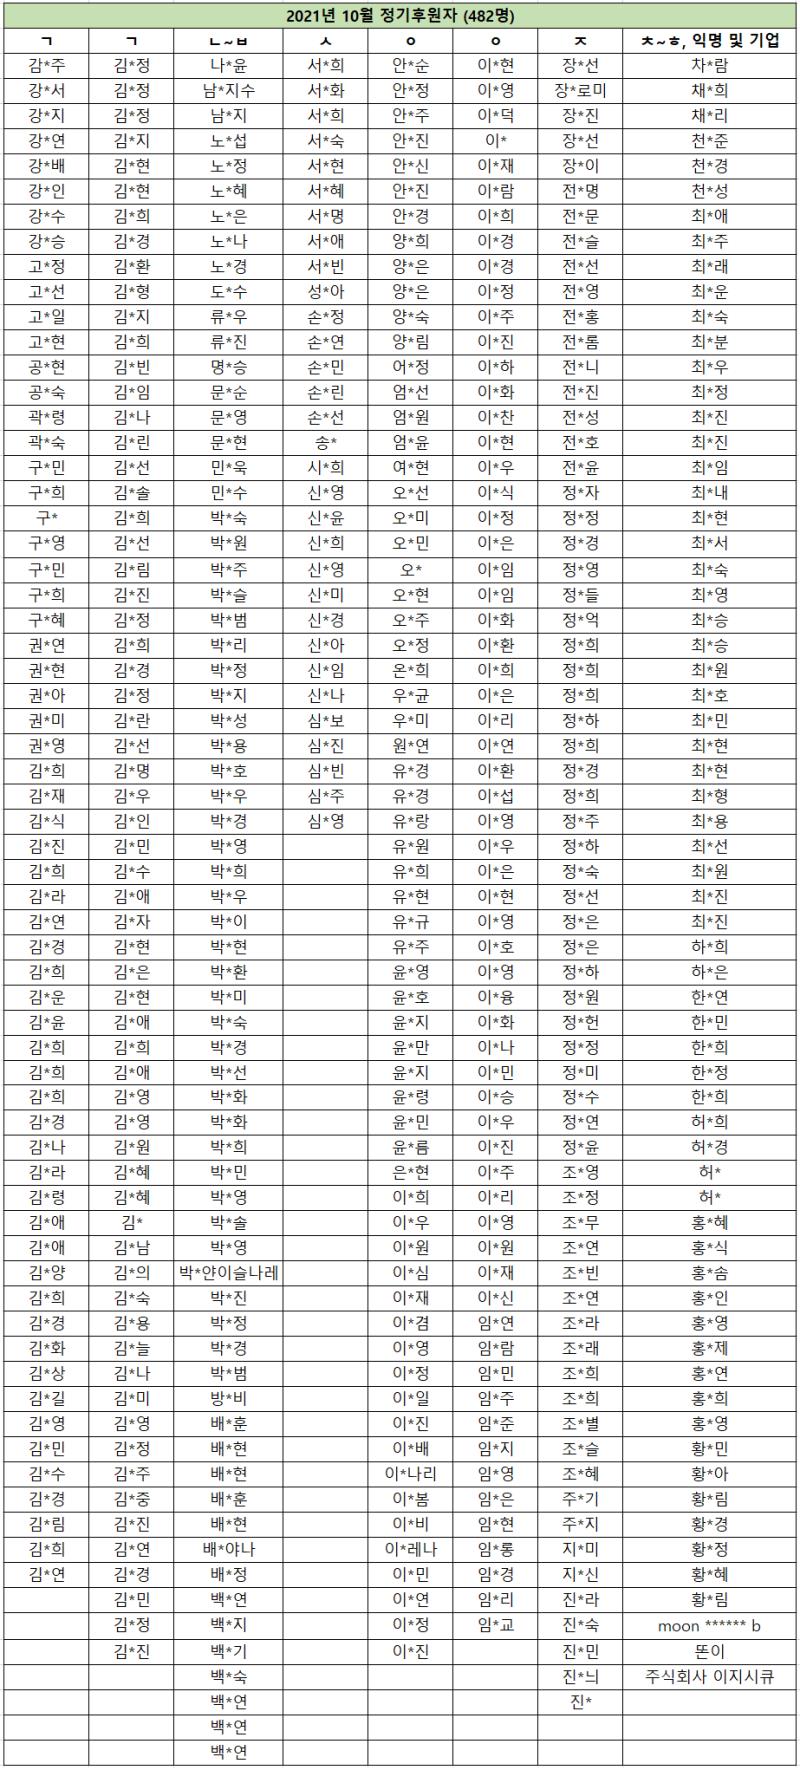 2021년 10월 정기후원자 (482명)
ㄱ ㄱ ㄴ~ㅂ ㅅ ㅇ ㅇ ㅈ ㅊ~ㅎ, 익명 및 기업
감*주 김*정 나*윤 서*희 안*순 이*현 장*선 차*람
강*서 김*정 남*지수 서*화 안*정 이*영 장*로미 채*희
강*지 김*정 남*지 서*희 안*주 이*덕 장*진 채*리
강*연 김*지 노*섭 서*숙 안*진 이* 장*선 천*준
강*배 김*현 노*정 서*현 안*신 이*재 장*이 천*경
강*인 김*현 노*혜 서*혜 안*진 이*람 전*명 천*성
강*수 김*희 노*은 서*명 안*경 이*희 전*문 최*애
강*승 김*경 노*나 서*애 양*희 이*경 전*슬 최*주
고*정 김*환 노*경 서*빈 양*은 이*경 전*선 최*래
고*선 김*형 도*수 성*아 양*은 이*정 전*영 최*운
고*일 김*지 류*우 손*정 양*숙 이*주 전*홍 최*숙
고*현 김*희 류*진 손*연 양*림 이*진 전*롬 최*분
공*현 김*빈 명*승 손*민 어*정 이*하 전*니 최*우
공*숙 김*임 문*순 손*린 엄*선 이*화 전*진 최*정
곽*령 김*나 문*영 손*선 엄*원 이*찬 전*성 최*진
곽*숙 김*린 문*현 송* 엄*윤 이*현 전*호 최*진
구*민 김*선 민*욱 시*희 여*현 이*우 전*윤 최*임
구*희 김*솔 민*수 신*영 오*선 이*식 정*자 최*내
구* 김*희 박*숙 신*윤 오*미 이*정 정*정 최*현
구*영 김*선 박*원 신*희 오*민 이*은 정*경 최*서
구*민 김*림 박*주 신*영 오* 이*임 정*영 최*숙
구*희 김*진 박*슬 신*미 오*현 이*임 정*들 최*영
구*혜 김*정 박*범 신*경 오*주 이*화 정*억 최*승
권*연 김*희 박*리 신*아 오*정 이*환 정*희 최*승
권*현 김*경 박*정 신*임 온*희 이*희 정*희 최*원
권*아 김*정 박*지 신*나 우*균 이*은 정*희 최*호
권*미 김*란 박*성 심*보 우*미 이*리 정*하 최*민
권*영 김*선 박*용 심*진 원*연 이*연 정*희 최*현
김*희 김*명 박*호 심*빈 유*경 이*환 정*경 최*현
김*재 김*우 박*우 심*주 유*경 이*섭 정*희 최*형
김*식 김*인 박*경 심*영 유*랑 이*영 정*주 최*용
김*진 김*민 박*영 유*원 이*우 정*하 최*선
김*희 김*수 박*희 유*희 이*은 정*숙 최*원
김*라 김*애 박*우 유*현 이*현 정*선 최*진
김*연 김*자 박*이 유*규 이*영 정*은 최*진
김*경 김*현 박*현 유*주 이*호 정*은 하*희
김*희 김*은 박*환 윤*영 이*영 정*하 하*은
김*운 김*현 박*미 윤*호 이*융 정*원 한*연
김*윤 김*애 박*숙 윤*지 이*화 정*헌 한*민
김*희 김*희 박*경 윤*만 이*나 정*정 한*희
김*희 김*애 박*선 윤*지 이*민 정*미 한*정
김*희 김*영 박*화 윤*령 이*승 정*수 한*희
김*경 김*영 박*화 윤*민 이*우 정*연 허*희
김*나 김*원 박*희 윤*름 이*진 정*윤 허*경
김*라 김*혜 박*민 은*현 이*주 조*영 허*
김*령 김*혜 박*영 이*희 이*리 조*정 허*
김*애 김* 박*솔 이*우 이*영 조*무 홍*혜
김*애 김*남 박*영 이*원 이*원 조*연 홍*식
김*양 김*의 박*얀이슬나레 이*심 이*재 조*빈 홍*솜
김*희 김*숙 박*진 이*재 이*신 조*연 홍*인
김*경 김*용 박*정 이*겸 임*연 조*라 홍*영
김*화 김*늘 박*경 이*영 임*람 조*래 홍*제
김*상 김*나 박*범 이*정 임*민 조*희 홍*연
김*길 김*미 방*비 이*일 임*주 조*희 홍*희
김*영 김*영 배*훈 이*진 임*준 조*별 홍*영
김*민 김*정 배*현 이*배 임*지 조*슬 황*민
김*수 김*주 배*현 이*나리 임*영 조*혜 황*아
김*경 김*중 배*훈 이*봄 임*은 주*기 황*림
김*림 김*진 배*현 이*비 임*현 주*지 황*경
김*희 김*연 배*야나 이*레나 임*롱 지*미 황*정
김*연 김*경 배*정 이*민 임*경 지*신 황*혜
김*민 백*연 이*연 임*리 진*라 황*림
김*정 백*지 이*정 임*교 진*숙 moon ****** b
김*진 백*기 이*진 진*민 똔이
백*숙 진*늬 주식회사 이지시큐
백*연 진*
백*연
백*연